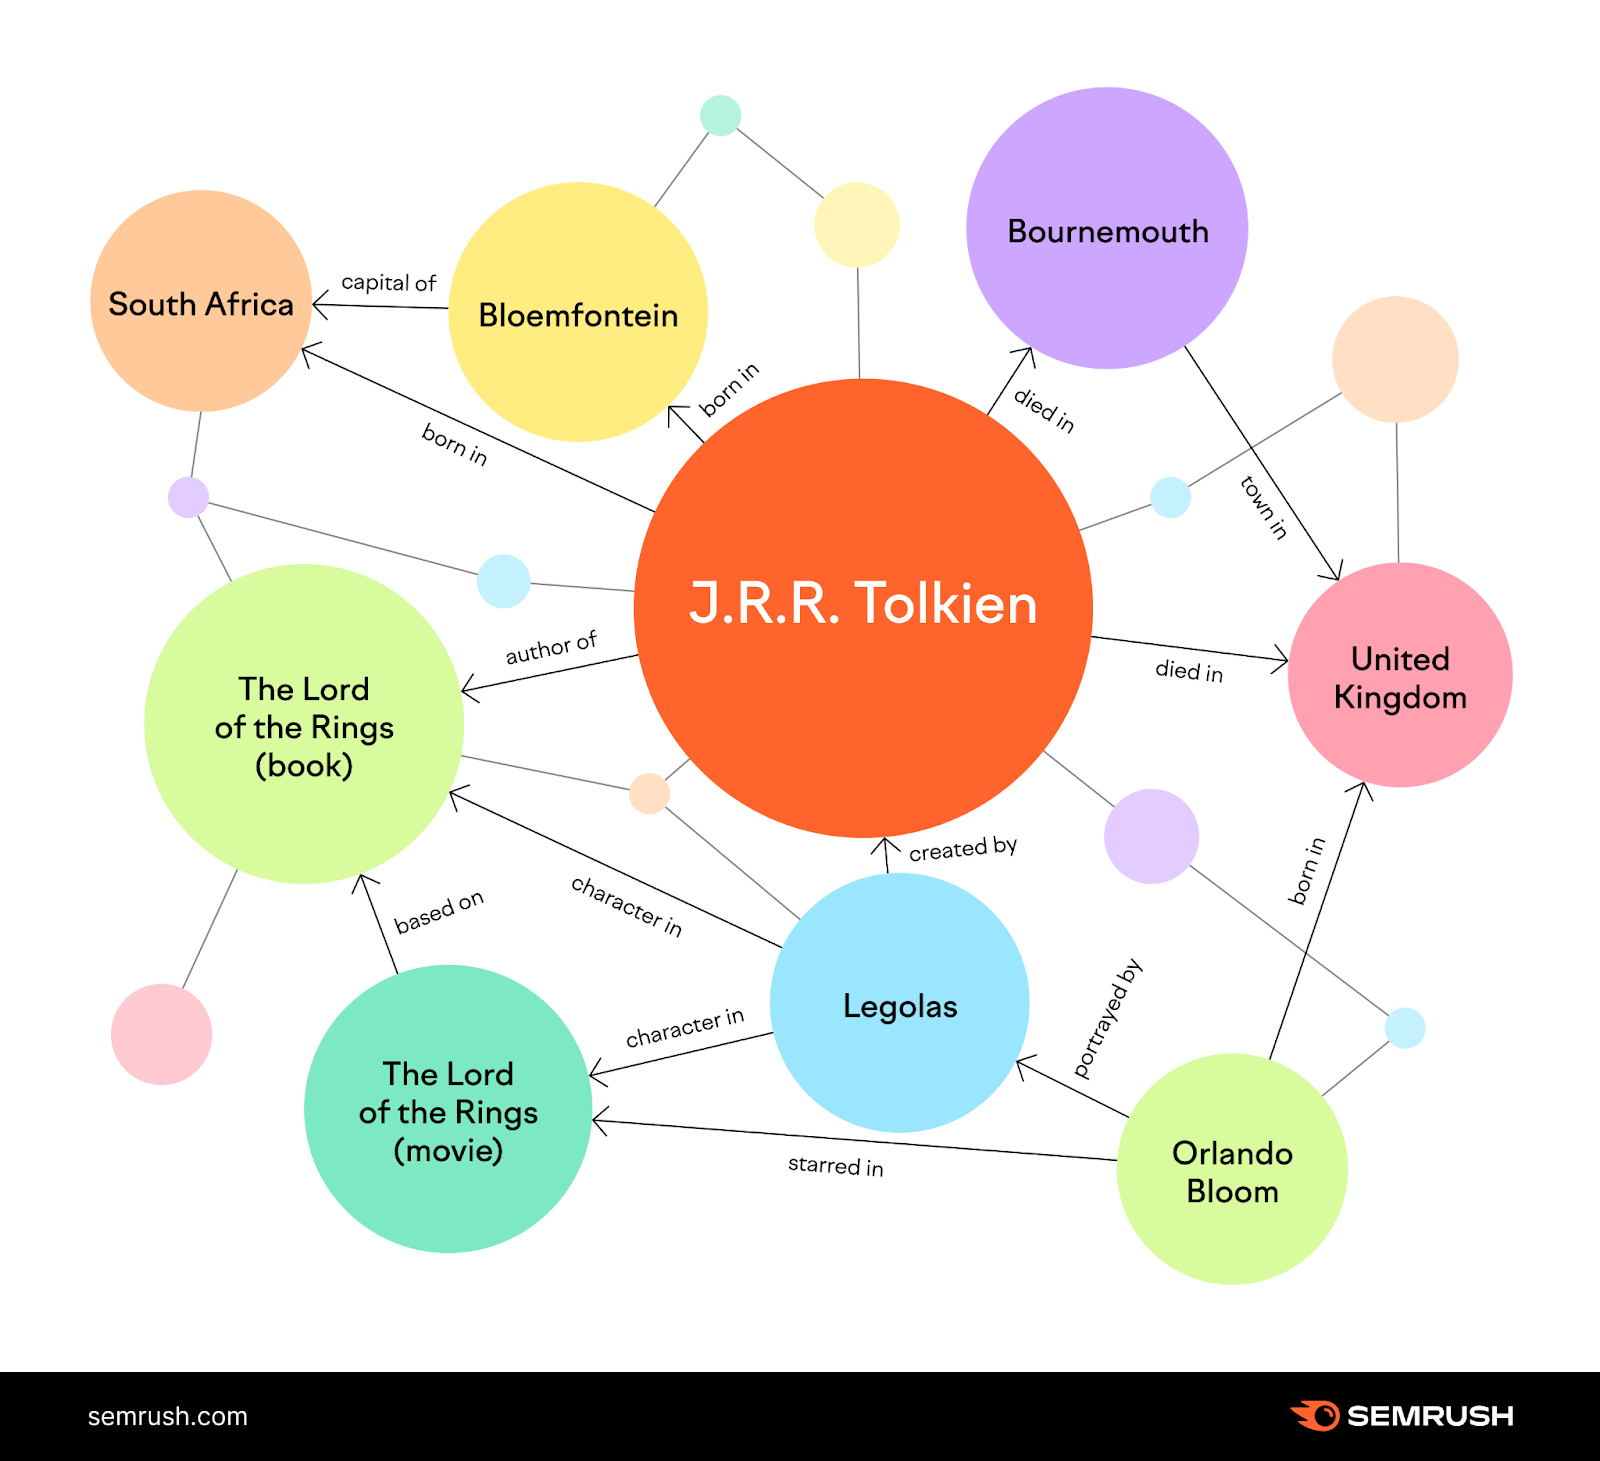 Bournemouth
South Africa
capital of
Bloemfontein
born in
died in
born in
town in
J.R.R. Tolkien
author of
died in
United
Kingdom
The Lord
of the Rings
(book)
created by
born in
character in
based on
portrayed by
Legolas
character in
The Lord
of the Rings
(movie)
starred in
Orlando
Bloom
semrush.com
SEMRUSH